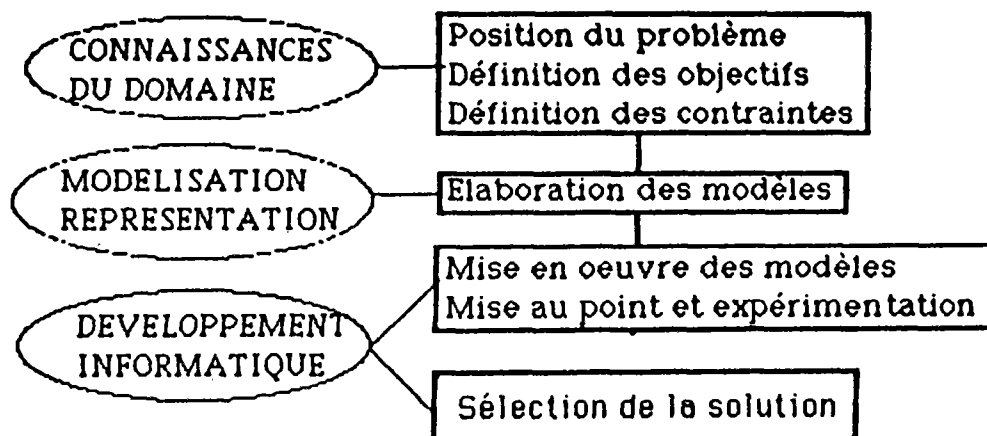 CONNAISSANCES
DU DOMAINE
Position du problème
Définition des objectifs
Définition des contraintes
MODELISATION
REPRESENTATION
Elaboration des modèles
DEVELOPPEMENT
INFORMATIQUE
Mise en oeuvre des modèles
Mise au point et expérimentation
Sélection de la solution